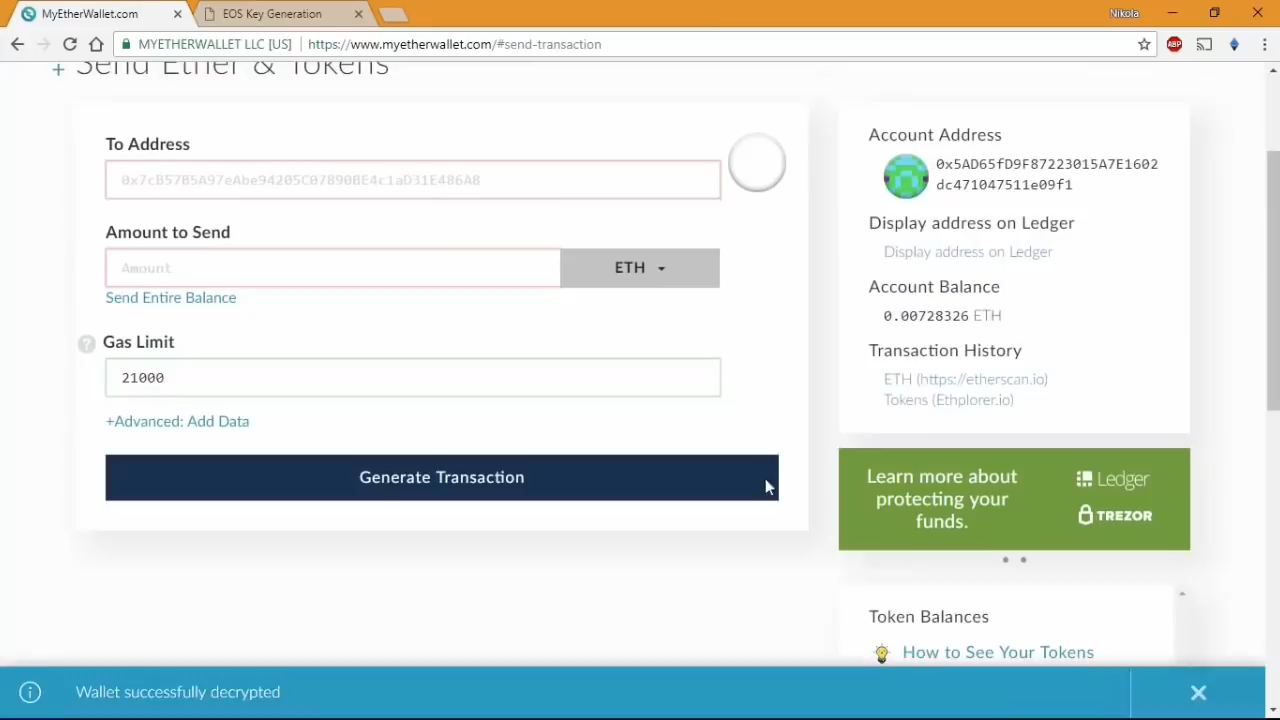 MyEtherWallet.com
EOS Key Generation
Nikola
MYETHERWALLET LLC [US]
https://www.myetherwallet.com/#send-transaction
ABP
+ Send Ether & Tokens
To Address
Amount to Send
Amount
ETH
Send Entire Balance
? Gas Limit
21000
+Advanced: Add Data
Generate Transaction
Account Address
0x5AD65fD9F87223015A7E1602
dc471047511e09f1
Display address on Ledger
Display address on Ledger
Account Balance
0.00728326 ETH
Transaction History
ETH (https://etherscan.io)
Tokens (Ethplorer.io)
Learn more about
protecting your
funds.
Ledger
TREZOR
Token Balances
How to See Your Tokens
Wallet successfully decrypted